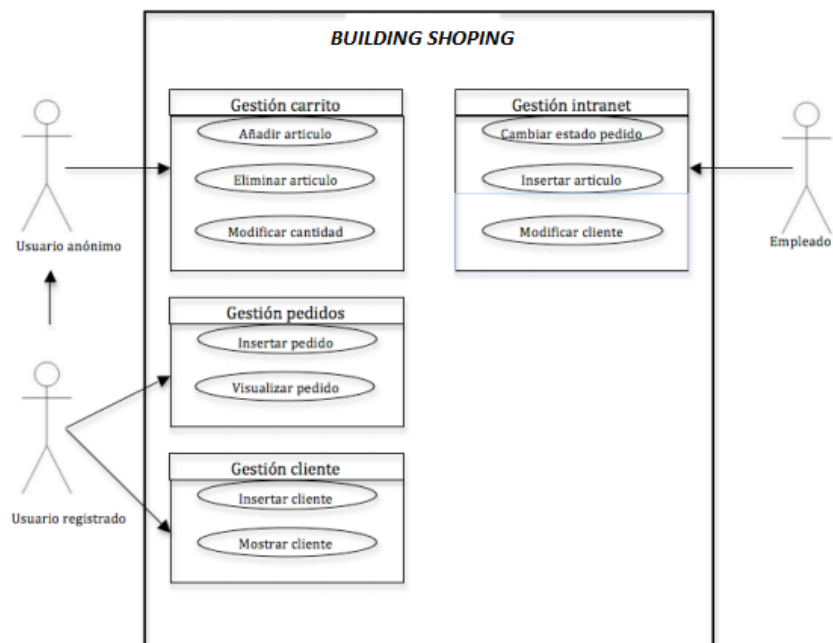 BUILDING SHOPING
Gestión carrito
Añadir articulo
Eliminar articulo
Modificar cantidad
Gestión intranet
Cambiar estado pedido
Insertar articulo
Modificar cliente
Usuario anónimo
Empleado
Gestión pedidos
Insertar pedido
Visualizar pedido
Usuario registrado
Gestión cliente
Insertar cliente
Mostrar cliente